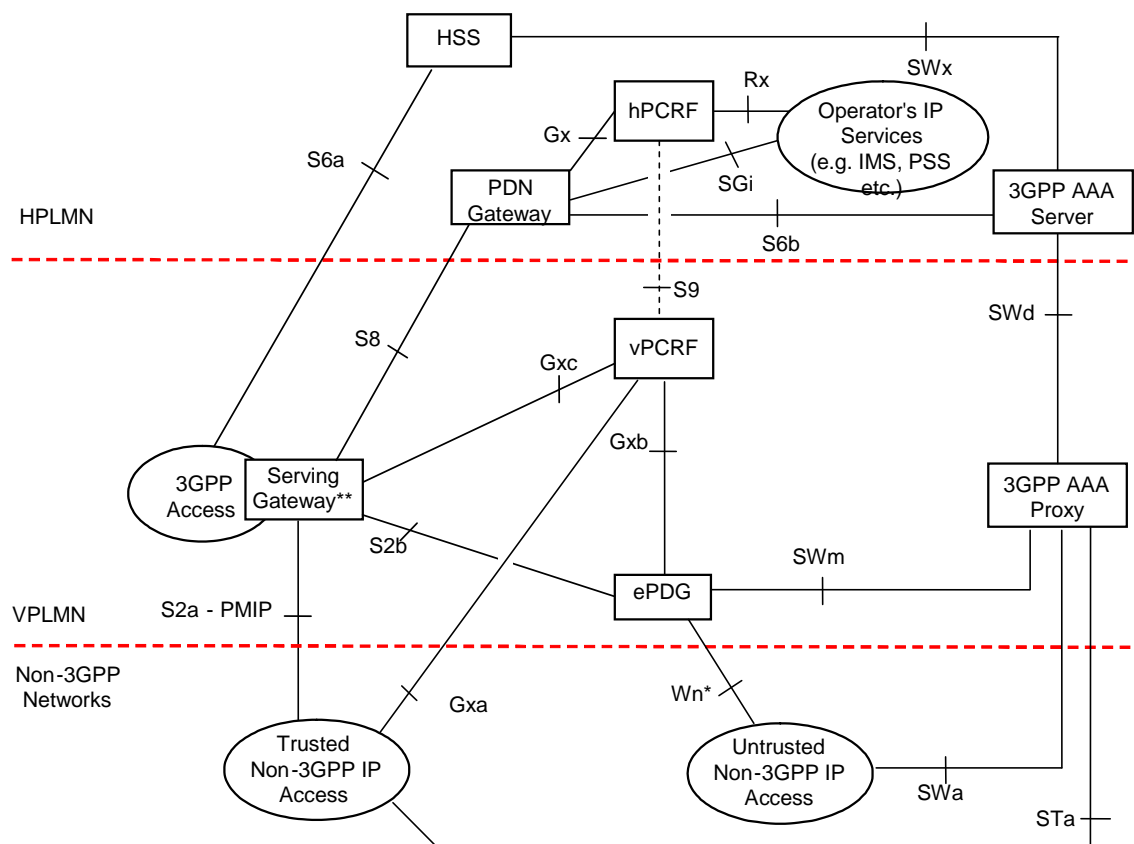 HSS
SWx
Rx
hPCRF
Operator's IP
Services
(e.g. IMS, PSS
etc.)
Gx
S6a
SGi
PDN
Gateway
3GPP AAA
Server
HPLMN
S6b
S9
SWd
S8
vPCRF
Gxc
Gxb
3GPP
Access
Serving
Gateway**
3GPP AAA
Proxy
S2b
SWm
ePDG
S2a - PMIP
VPLMN
Non-3GPP
Networks
Gxa
Wn*
Trusted
Non-3GPP IP
Access
Untrusted
Non-3GPP IP
Access
SWa
STa